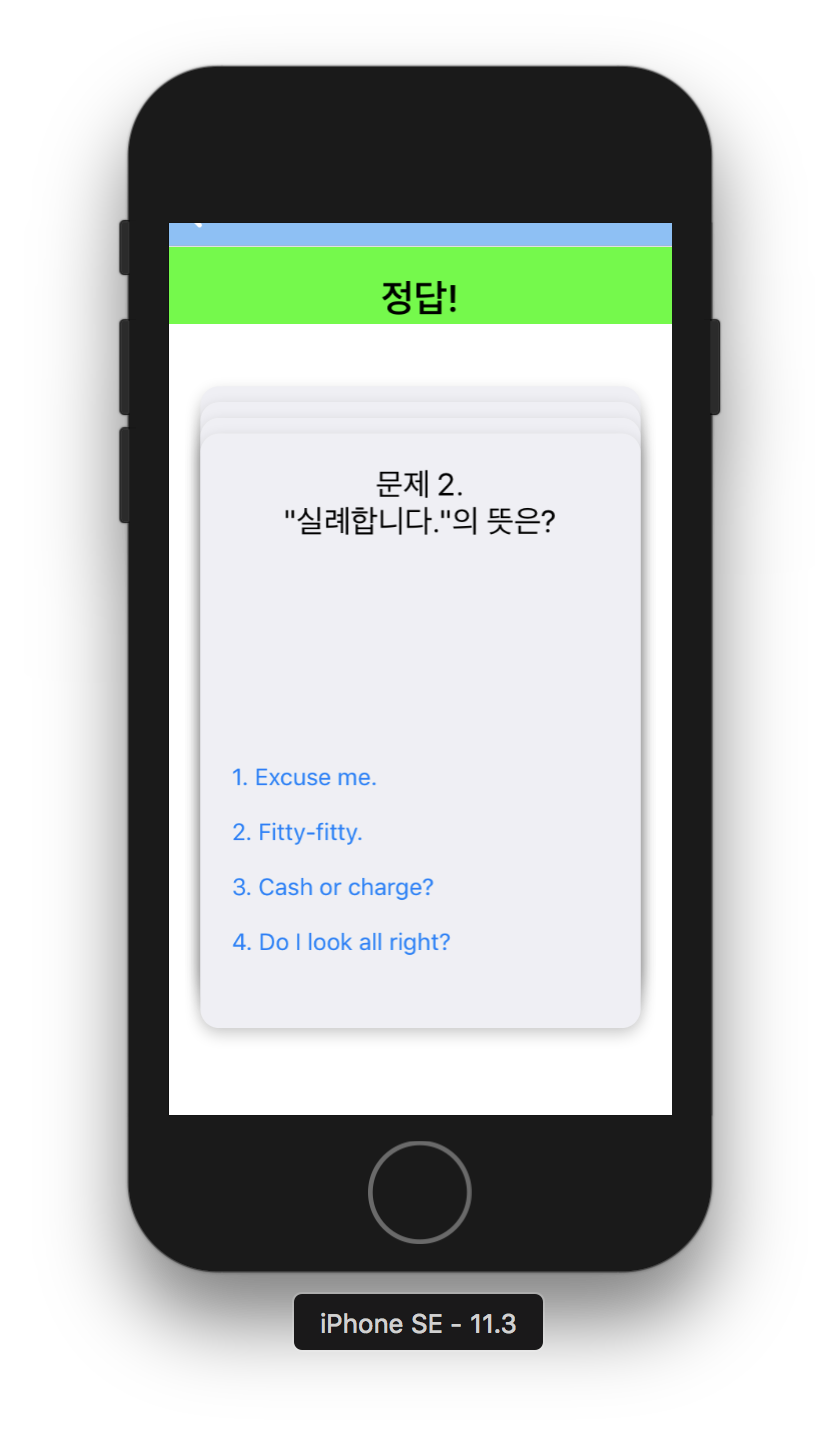 정답!
문제 2.
"실례합니다."의 뜻은?
1. Excuse me.
2. Fitty-fitty.
3. Cash or charge?
4. Do I look all right?
iPhone SE - 11.3